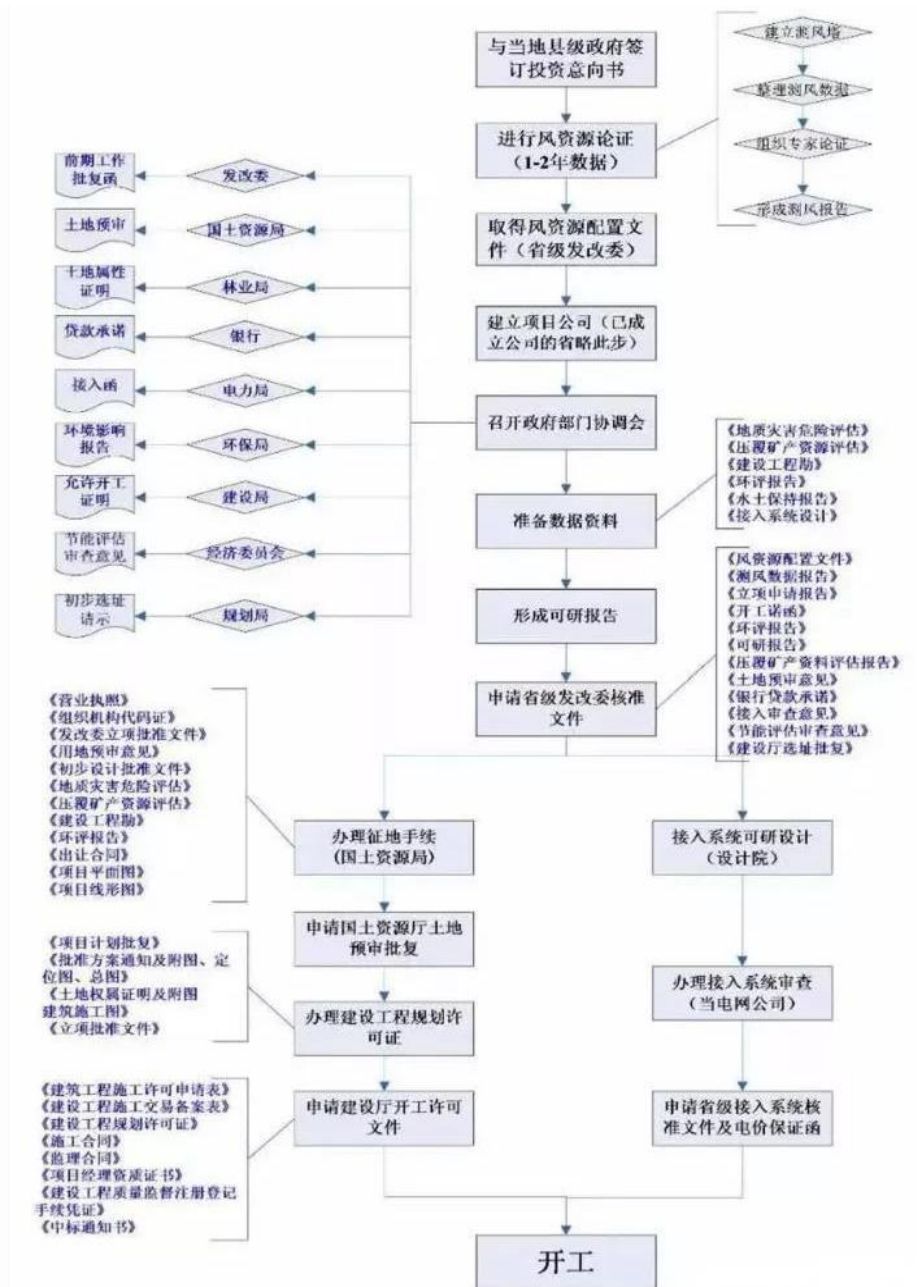 与当地县级政府签
订投资意向书
建立测风塔
整理测风数据
组织专家论证
形成测风报告
进行风资源论证
（1-2年数据）
取得风资源配置文
件（省级发改委）
建立项目公司（已成
立公司的省略此步）
召开政府部门协调会
前期工作
批复函
发改委
土地预审
国土资源局
土地属性
证明
林业局
贷款承诺
银行
接入函
电力局
环境影响
报告
环保局
允许开工
证明
建设局
节能评估
审查意见
经济委员会
初步选址
请示
规划局
准备数据资料
《地质灾害危险评估》
《压覆矿产资源评估》
《建设工程勘》
《环评报告》
《水土保持报告》
《接入系统设计》
形成可研报告
申请省级发改委核准
文件
《风资源配置文件》
《测风数据报告》
《立项申请报告》
《开工诺函》
《环评报告》
《可研报告》
《压覆矿产资料评估报告》
《土地预审意见》
《银行贷款承诺》
《接入审查意见》
《节能评估审查意见》
《建设厅选址批复》
《营业执照》
《组织机构代码证》
《发改委立项批准文件》
《用地预审意见》
《初步设计批准文件》
《地质灾害危险评估》
《压覆矿产资源评估》
《建设工程勘》
《环评报告》
《出让合同》
《项目平面图》
《项目线形图》
办理征地手续
(国土资源局)
接入系统可研设计
（设计院）
申请国土资源厅土地
预审批复
《项目计划批复》
《批准方案通知及附图、定
位图、总图》
《土地权属证明及附图
建筑施工图》
《立项批准文件》
办理建设工程规划许
可证
办理接入系统审查
（当电网公司）
《建筑工程施工许可申请表》
《建设工程施工交易备案表》
《建设工程规划许可证》
《施工合同》
《监理合同》
《项目经理资质证书》
《建设工程质量监督注册登记
手续凭证》
《中标通知书》
申请建设厅开工许可
文件
申请省级接入系统核
准文件及电价保证函
开工